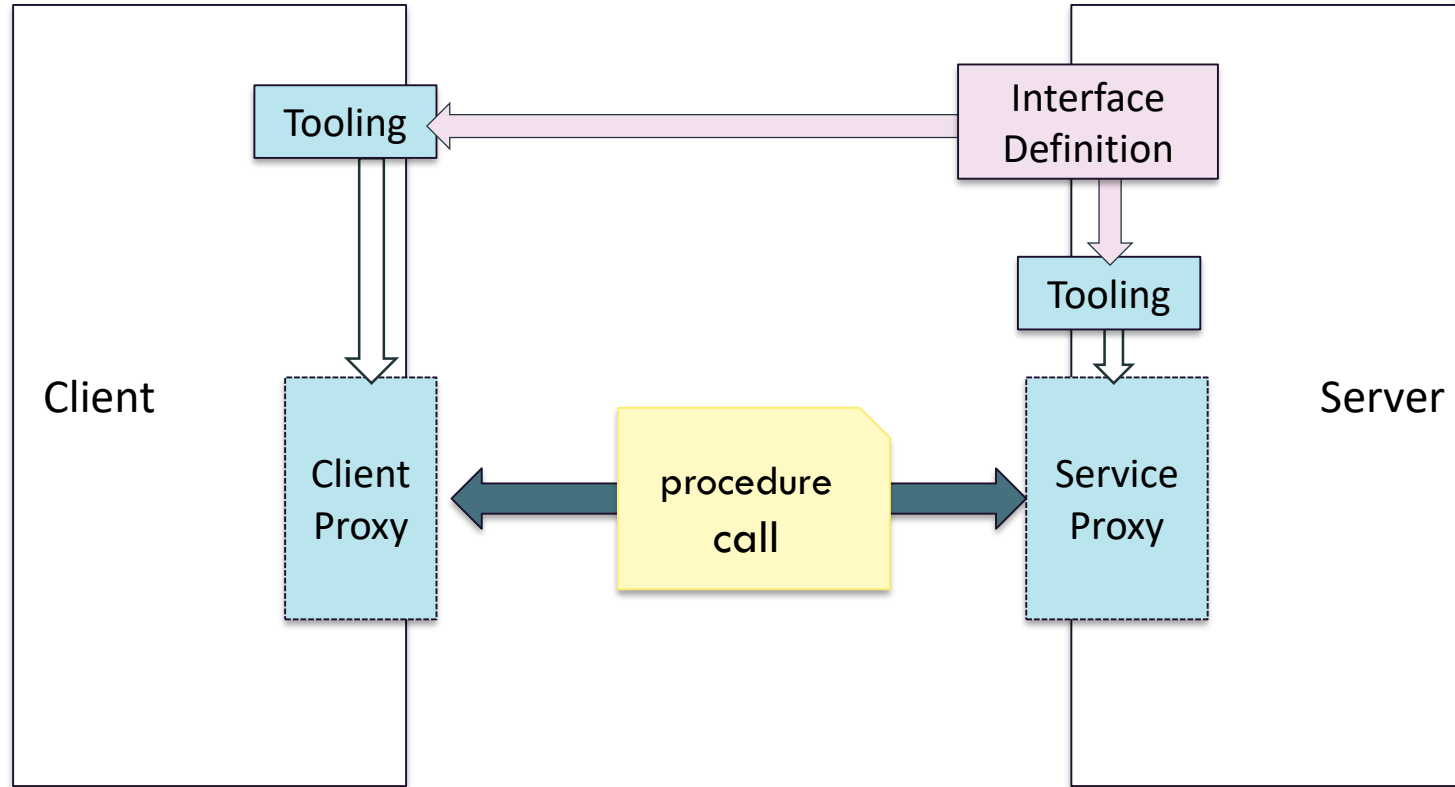 Tooling
Interface
Definition
Tooling
Client
Server
Client
Proxy
procedure
call
Service
Proxy